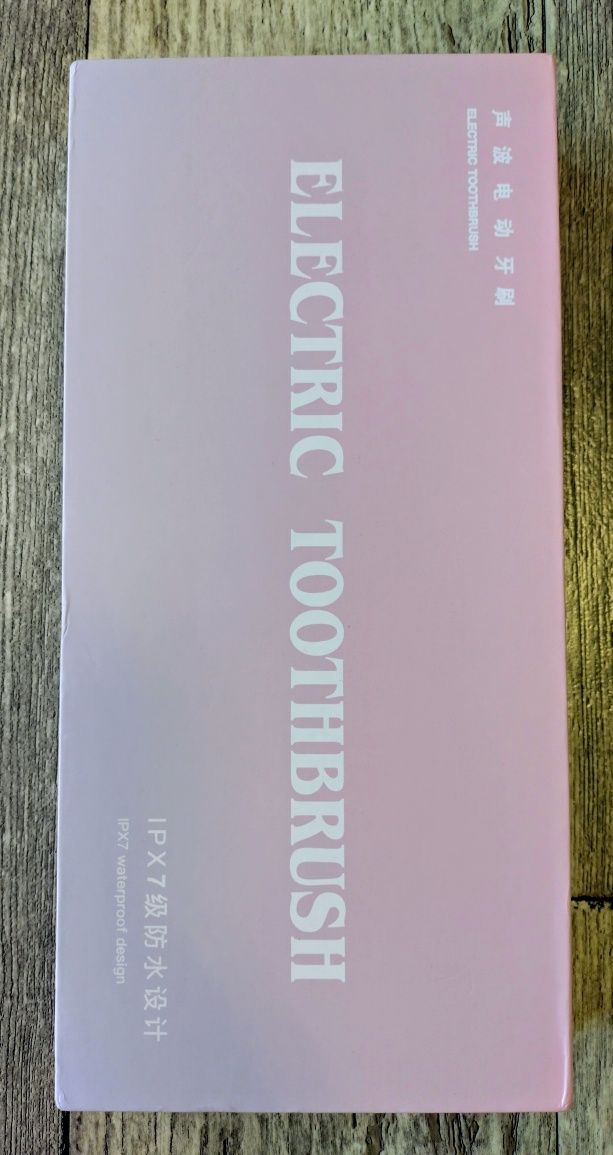 声波电动牙刷
ELECTRIC TOOTHBRUSH
ELECTRIC TOOTHBRUSH
IPX7级防水设计
IPX7 waterproof design